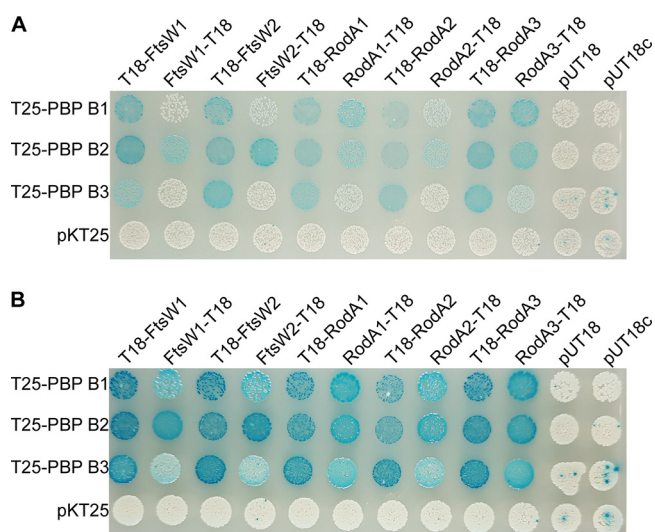 A
T18-FtsW1 FtsW1-T18 T18-FtsW2 FtsW2-T18 T18-RodA1 RodA1-T18 T18-RodA2 RodA2-T18 T18-RodA3 RodA3-T18 pUT18 pUT18c
T25-PBP B1
T25-PBP B2
T25-PBP B3
pKT25
B
T18-FtsW1 FtsW1-T18 T18-FtsW2 FtsW2-T18 T18-RodA1 RodA1-T18 T18-RodA2 RodA2-T18 T18-RodA3 RodA3-T18 pUT18 pUT18c
T25-PBP B1
T25-PBP B2
T25-PBP B3
pKT25